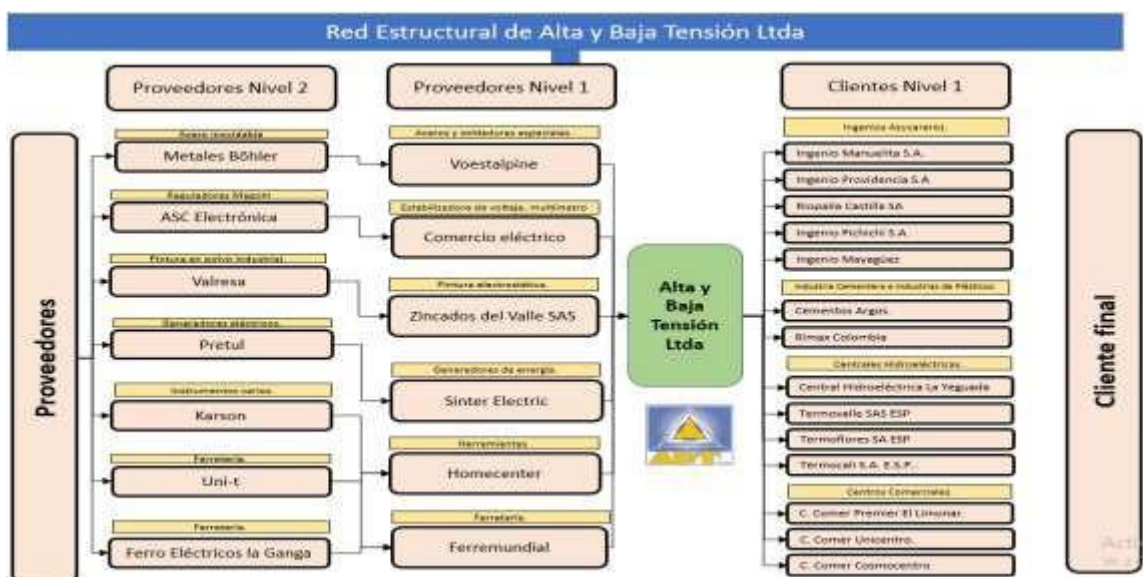 Red Estructural de Alta y Baja Tensión Ltda
Proveedores Nivel 2
Proveedores Nivel 1
Clientes Nivel 1
Proveedores
Acero inoxidable
Metales Böhler
Reguladores Magom
ASC Electrónica
Pintura en polvo industrial.
Valresa
Generadores eléctricos.
Pretul
Instrumentos varios.
Karson
Ferretería.
Uni-t
Ferretería.
Ferro Eléctricos la Ganga
Aceros y soldaduras especiales.
Voestalpine
Estabilizadora de voltaje, multímetro
Comercio eléctrico
Pintura electrostática.
Zincados del Valle SAS
Generadores de energía.
Sinter Electric
Herramientas.
Homecenter
Ferretería.
Ferremundial
Alta y
Baja
Tensión
Ltda
Ingenios Azucareros.
Ingenio Manuelita S.A.
Ingenio Providencia S.A
Riopaila Castilla SA
Ingenio Pichichi S.A
Ingenio Mayagüez
Industria Cementera e Industrias de Plásticos.
Cementos Argos.
Rimax Colombia
Centrales Hidroeléctricas.
Central Hidroeléctrica La Yeguada
Termovalle SAS ESP
Termoflores SA ESP
Termocali S.A. E.S.P.
Centros Comerciales.
C. Comer Premier El Limonar.
C. Comer Unicentro.
C. Comer Cosmocentro
Cliente final